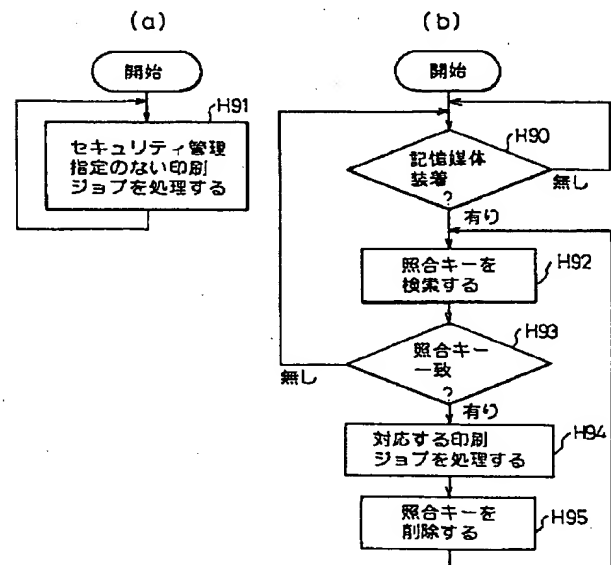 (a)
開始
H91
セキュリティ管理
指定のない印刷
ジョブを処理する
(b)
開始
H90
記憶媒体
装着
?
無し
有り
照合キーを
検索する
H92
H93
照合キー
一致
?
無し
有り
対応する印刷
ジョブを処理する
H94
照合キーを
削除する
H95